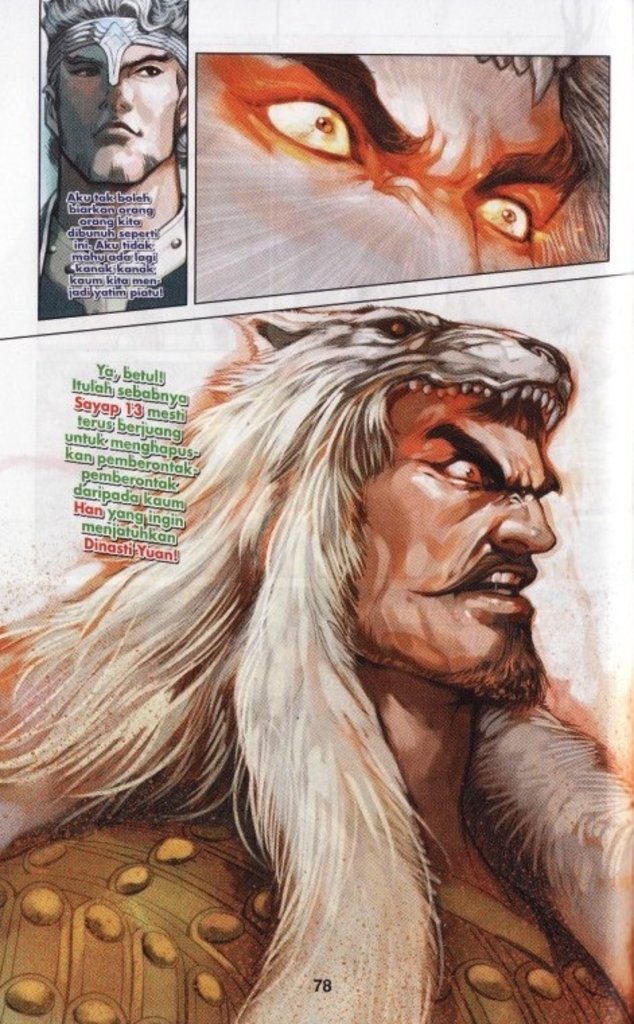 Aku tak boleh
biarkan orang
orang kita
dibunuh seperti
ini. Aku tidak
mahu ada lagi
kanak kanak
kaum kita men-
jadi yatim piatu!
Ya, betul!
Itulah sebabnya
Sayap 13 mesti
terus berjuang
untuk menghapus-
kan pemberontak-
pemberontak
daripada kaum
Han yang ingin
menjatuhkan
Dinasti Yuan!
78